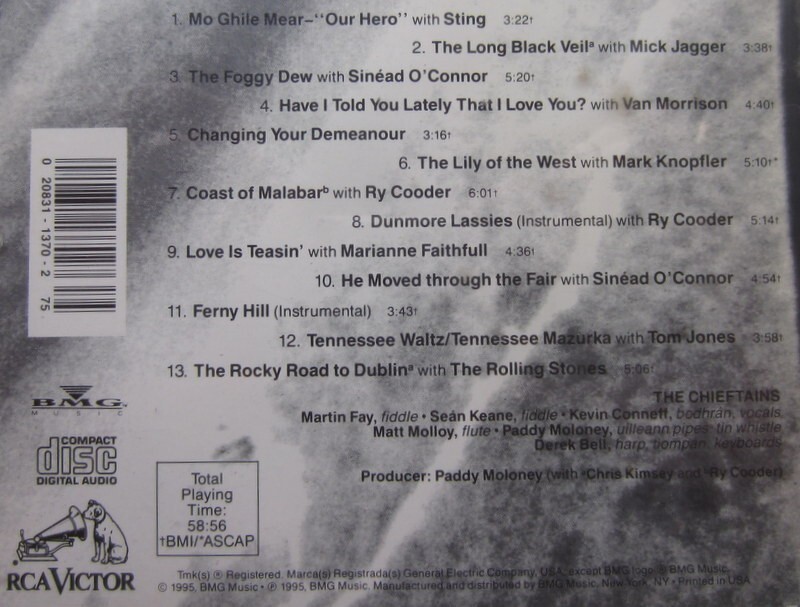 1. Mo Ghile Mear–"Our Hero" with Sting 3:22†
2. The Long Black Veilᵃ with Mick Jagger 3:38†
3. The Foggy Dew with Sinéad O'Connor 5:20†
4. Have I Told You Lately That I Love You? with Van Morrison 4:40†
5. Changing Your Demeanour 3:16†
6. The Lily of the West with Mark Knopfler 5:10†*
7. Coast of Malabarᵇ with Ry Cooder 6:01†
8. Dunmore Lassies (Instrumental) with Ry Cooder 5:14†
9. Love Is Teasin' with Marianne Faithfull 4:36†
10. He Moved through the Fair with Sinéad O'Connor 4:54†
11. Ferny Hill (Instrumental) 3:43†
12. Tennessee Waltz/Tennessee Mazurka with Tom Jones 3:58†
13. The Rocky Road to Dublinᵃ with The Rolling Stones 5:06†
0 20831-1370-2 75
THE CHIEFTAINS
Martin Fay, fiddle • Seán Keane, fiddle • Kevin Conneff, bodhrán, vocals
Matt Molloy, flute • Paddy Moloney, uilleann pipes, tin whistle
Derek Bell, harp, tiompán, keyboards
Producer: Paddy Moloney (with ᵃChris Kimsey and ᵇRy Cooder)
BMG
MUSIC
COMPACT
disc
DIGITAL AUDIO
Total
Playing
Time:
58:56
†BMI/*ASCAP
RCA VICTOR
Tmk(s) ® Registered. Marca(s) Registrada(s) General Electric Company, USA, except BMG logo ® BMG Music.
© 1995, BMG Music • ℗ 1995, BMG Music. Manufactured and distributed by BMG Music, New York, NY • Printed in USA